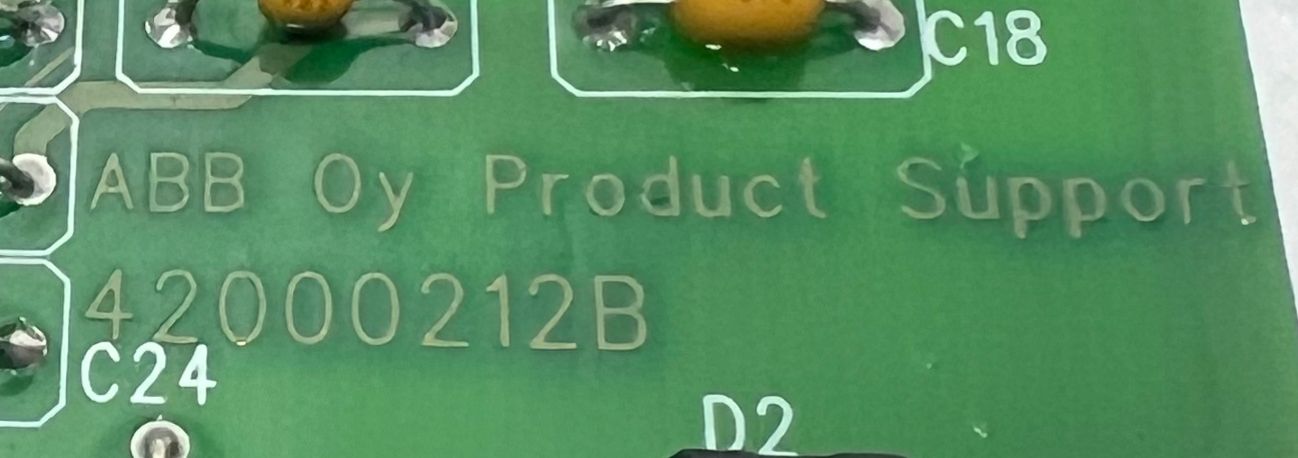 C18
ABB Oy Product Support
42000212B
C24
D2